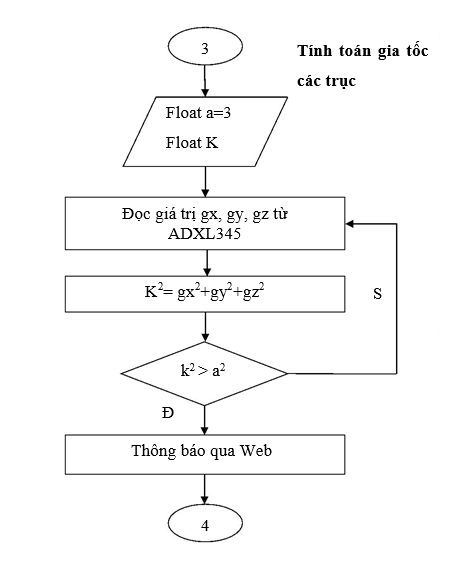 3
Tính toán gia tốc
các trục
Float a=3
Float K
Đọc giá trị gx, gy, gz từ
ADXL345
K²= gx²+gy²+gz²
S
k² > a²
Đ
Thông báo qua Web
4